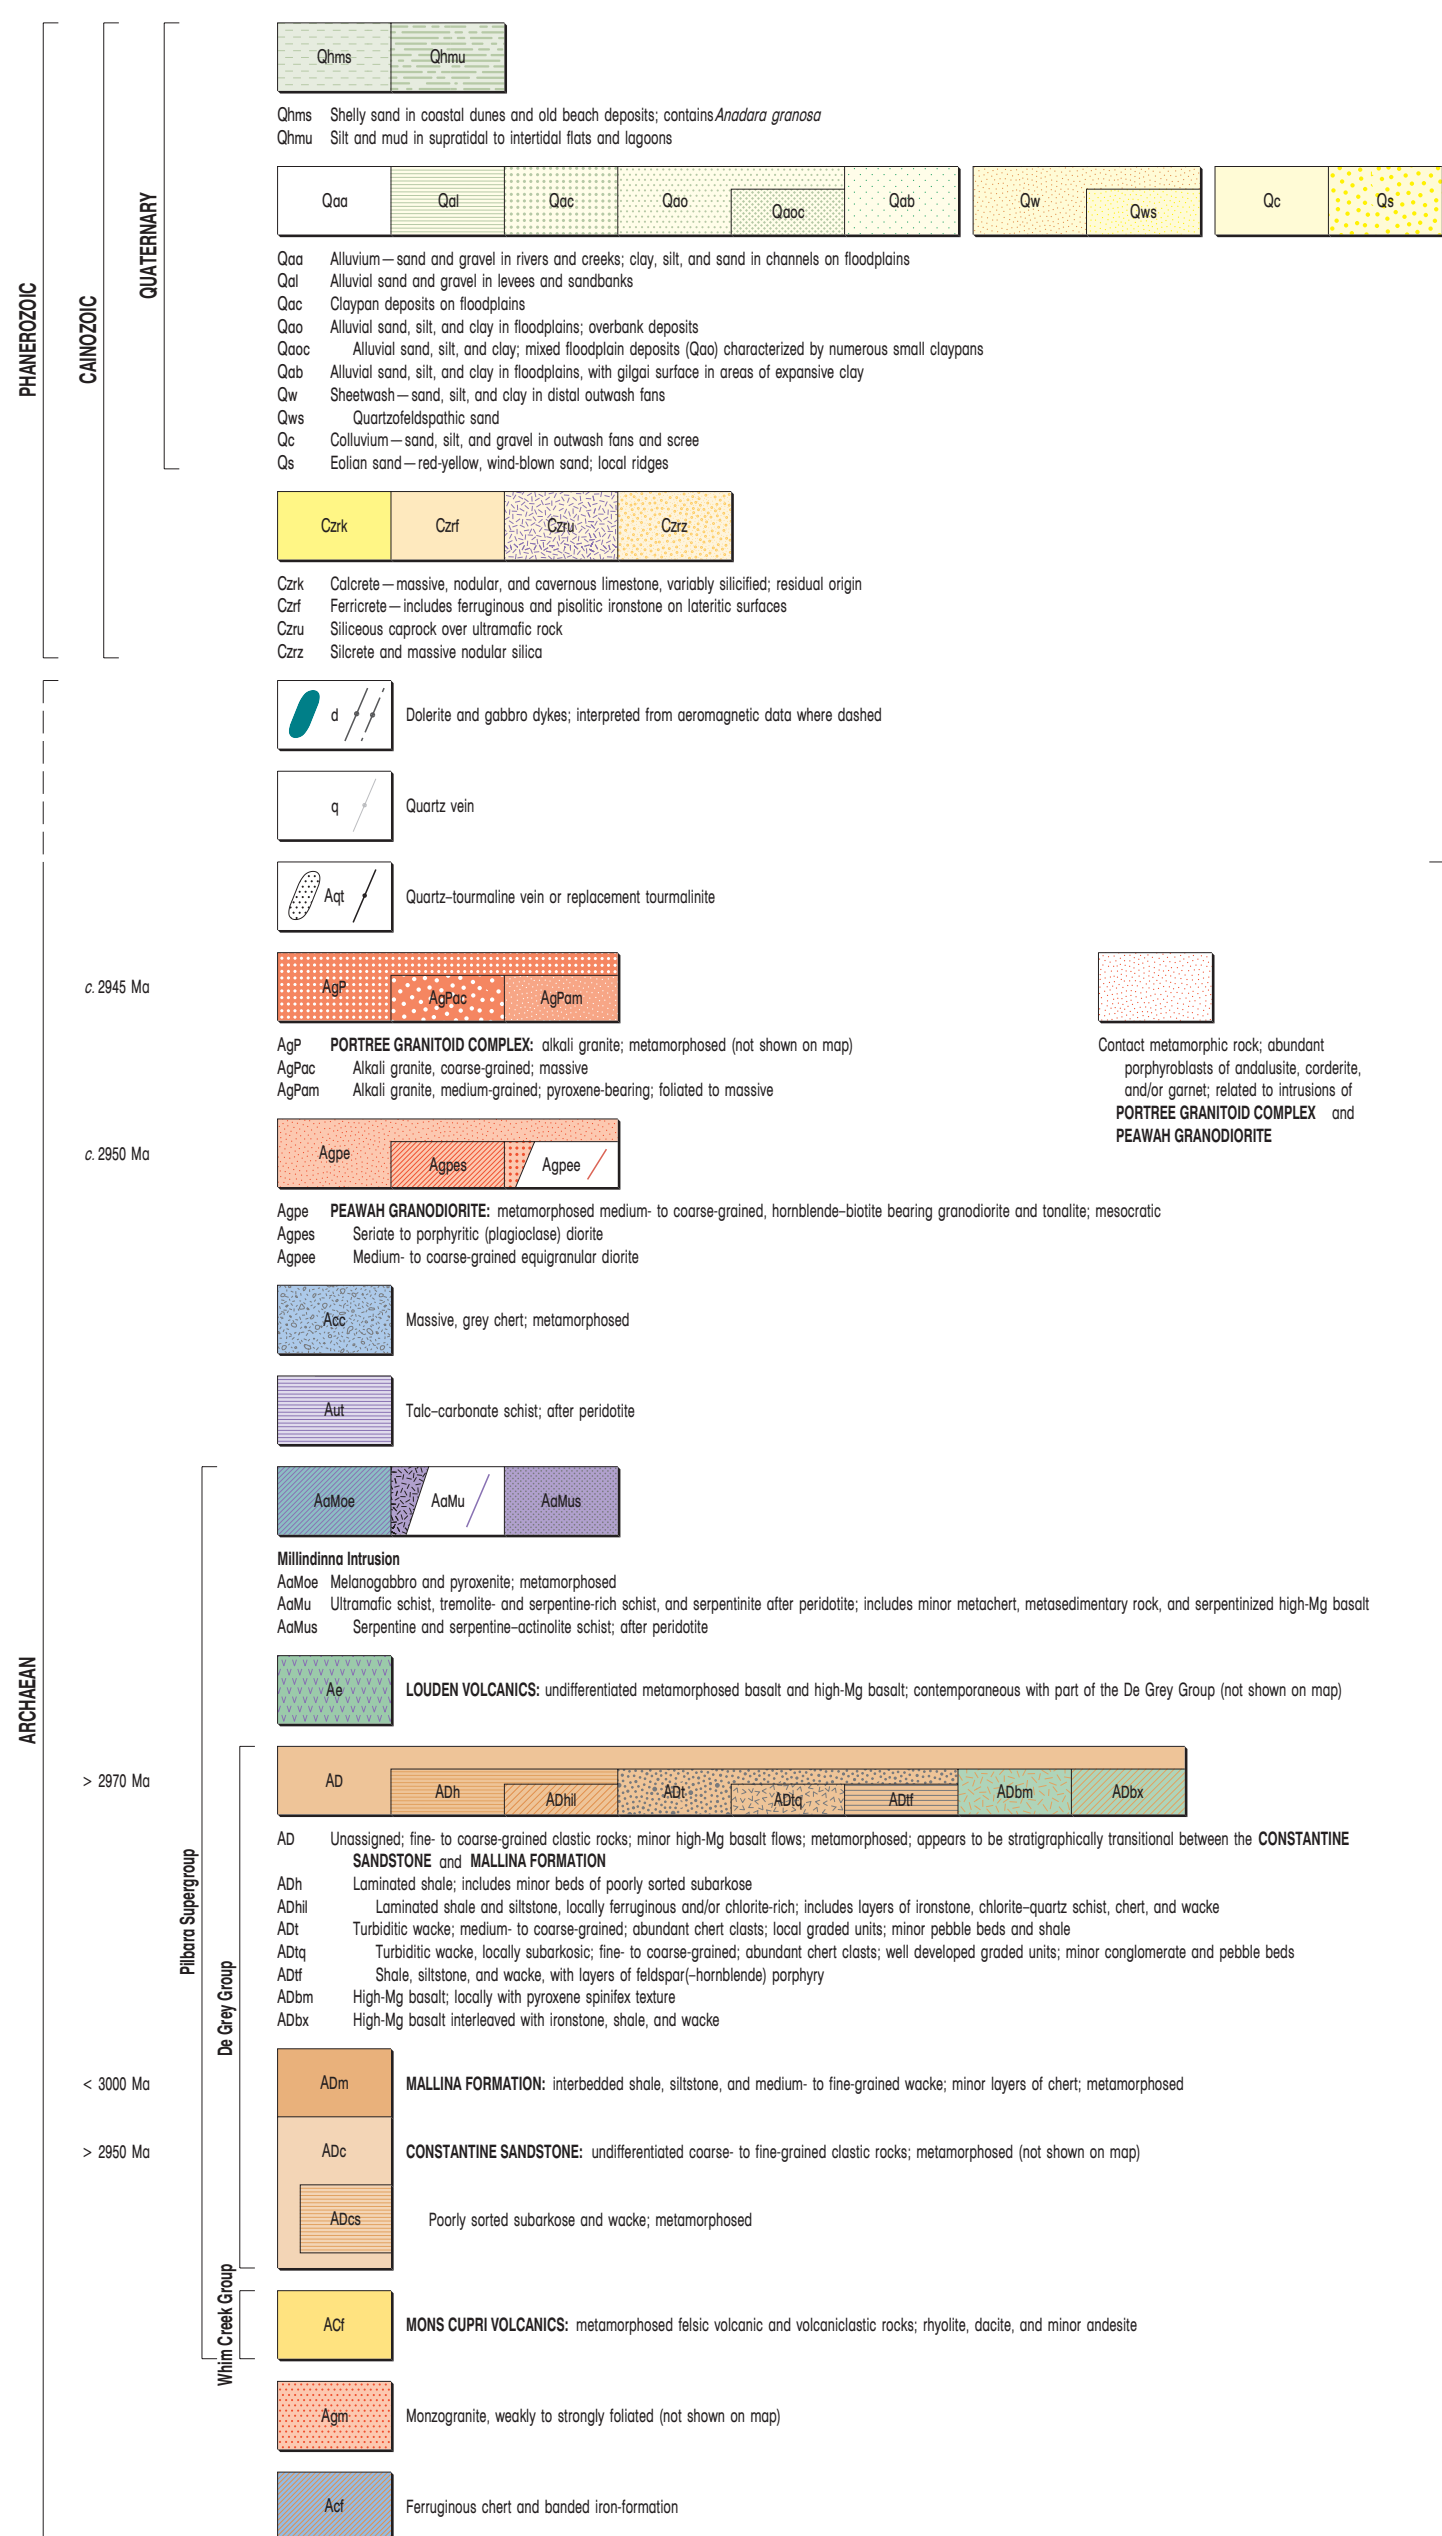 PHANEROZOIC
CAINOZOIC
QUATERNARY
Qhms Qhmu
Qhms Shelly sand in coastal dunes and old beach deposits; contains Anadara granosa
Qhmu Silt and mud in supratidal to intertidal flats and lagoons
Qaa Qal Qac Qao Qaoc Qab Qw Qws Qc Qs
Qaa Alluvium—sand and gravel in rivers and creeks; clay, silt, and sand in channels on floodplains
Qal Alluvial sand and gravel in levees and sandbanks
Qac Claypan deposits on floodplains
Qao Alluvial sand, silt, and clay in floodplains; overbank deposits
Qaoc Alluvial sand, silt, and clay; mixed floodplain deposits (Qao) characterized by numerous small claypans
Qab Alluvial sand, silt, and clay in floodplains, with gilgai surface in areas of expansive clay
Qw Sheetwash—sand, silt, and clay in distal outwash fans
Qws Quartzofeldspathic sand
Qc Colluvium—sand, silt, and gravel in outwash fans and scree
Qs Eolian sand—red-yellow, wind-blown sand; local ridges
Czrk Czrf Czru Czrz
Czrk Calcrete—massive, nodular, and cavernous limestone, variably silicified; residual origin
Czrf Ferricrete—includes ferruginous and pisolitic ironstone on lateritic surfaces
Czru Siliceous caprock over ultramafic rock
Czrz Silcrete and massive nodular silica
ARCHAEAN
d Dolerite and gabbro dykes; interpreted from aeromagnetic data where dashed
q Quartz vein
Aqt Quartz–tourmaline vein or replacement tourmalinite
c. 2945 Ma AgP AgPac AgPam
AgP PORTREE GRANITOID COMPLEX: alkali granite; metamorphosed (not shown on map)
AgPac Alkali granite, coarse-grained; massive
AgPam Alkali granite, medium-grained; pyroxene-bearing; foliated to massive
Contact metamorphic rock; abundant
porphyroblasts of andalusite, corderite,
and/or garnet; related to intrusions of
PORTREE GRANITOID COMPLEX and
PEAWAH GRANODIORITE
c. 2950 Ma Agpe Agpes Agpee
Agpe PEAWAH GRANODIORITE: metamorphosed medium- to coarse-grained, hornblende–biotite bearing granodiorite and tonalite; mesocratic
Agpes Seriate to porphyritic (plagioclase) diorite
Agpee Medium- to coarse-grained equigranular diorite
Acc Massive, grey chert; metamorphosed
Aut Talc–carbonate schist; after peridotite
Pilbara Supergroup
AaMoe AaMu AaMus
Millindinna Intrusion
AaMoe Melanogabbro and pyroxenite; metamorphosed
AaMu Ultramafic schist, tremolite- and serpentine-rich schist, and serpentinite after peridotite; includes minor metachert, metasedimentary rock, and serpentinized high-Mg basalt
AaMus Serpentine and serpentine–actinolite schist; after peridotite
Ae LOUDEN VOLCANICS: undifferentiated metamorphosed basalt and high-Mg basalt; contemporaneous with part of the De Grey Group (not shown on map)
De Grey Group
> 2970 Ma AD ADh ADhil ADt ADtq ADtf ADbm ADbx
AD Unassigned; fine- to coarse-grained clastic rocks; minor high-Mg basalt flows; metamorphosed; appears to be stratigraphically transitional between the CONSTANTINE
SANDSTONE and MALLINA FORMATION
ADh Laminated shale; includes minor beds of poorly sorted subarkose
ADhil Laminated shale and siltstone, locally ferruginous and/or chlorite-rich; includes layers of ironstone, chlorite–quartz schist, chert, and wacke
ADt Turbiditic wacke; medium- to coarse-grained; abundant chert clasts; local graded units; minor pebble beds and shale
ADtq Turbiditic wacke, locally subarkosic; fine- to coarse-grained; abundant chert clasts; well developed graded units; minor conglomerate and pebble beds
ADtf Shale, siltstone, and wacke, with layers of feldspar(–hornblende) porphyry
ADbm High-Mg basalt; locally with pyroxene spinifex texture
ADbx High-Mg basalt interleaved with ironstone, shale, and wacke
< 3000 Ma ADm MALLINA FORMATION: interbedded shale, siltstone, and medium- to fine-grained wacke; minor layers of chert; metamorphosed
> 2950 Ma ADc CONSTANTINE SANDSTONE: undifferentiated coarse- to fine-grained clastic rocks; metamorphosed (not shown on map)
ADcs Poorly sorted subarkose and wacke; metamorphosed
Whim Creek Group
ACf MONS CUPRI VOLCANICS: metamorphosed felsic volcanic and volcaniclastic rocks; rhyolite, dacite, and minor andesite
Agm Monzogranite, weakly to strongly foliated (not shown on map)
Acf Ferruginous chert and banded iron-formation